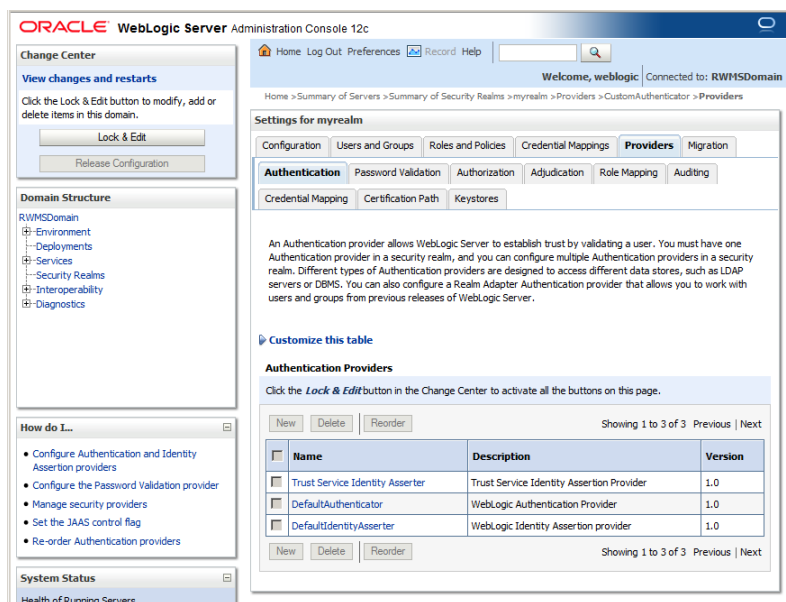 ORACLE WebLogic Server Administration Console 12c
Change Center
View changes and restarts
Click the Lock & Edit button to modify, add or
delete items in this domain.
Lock & Edit
Release Configuration
Domain Structure
RWMSDomain
Environment
Deployments
Services
Security Realms
Interoperability
Diagnostics
How do I...
Configure Authentication and Identity
Assertion providers
Configure the Password Validation provider
Manage security providers
Set the JAAS control flag
Re-order Authentication providers
System Status
Health of Running Servers
Home Log Out Preferences Record Help
Welcome, weblogic Connected to: RWMSDomain
Home >Summary of Servers >Summary of Security Realms >myrealm >Providers >CustomAuthenticator >Providers
Settings for myrealm
Configuration Users and Groups Roles and Policies Credential Mappings Providers Migration
Authentication Password Validation Authorization Adjudication Role Mapping Auditing
Credential Mapping Certification Path Keystores
An Authentication provider allows WebLogic Server to establish trust by validating a user. You must have one
Authentication provider in a security realm, and you can configure multiple Authentication providers in a security
realm. Different types of Authentication providers are designed to access different data stores, such as LDAP
servers or DBMS. You can also configure a Realm Adapter Authentication provider that allows you to work with
users and groups from previous releases of WebLogic Server.
Customize this table
Authentication Providers
Click the Lock & Edit button in the Change Center to activate all the buttons on this page.
New Delete Reorder Showing 1 to 3 of 3 Previous | Next
Name Description Version
Trust Service Identity Asserter Trust Service Identity Assertion Provider 1.0
DefaultAuthenticator WebLogic Authentication Provider 1.0
DefaultIdentityAsserter WebLogic Identity Assertion provider 1.0
New Delete Reorder Showing 1 to 3 of 3 Previous | Next